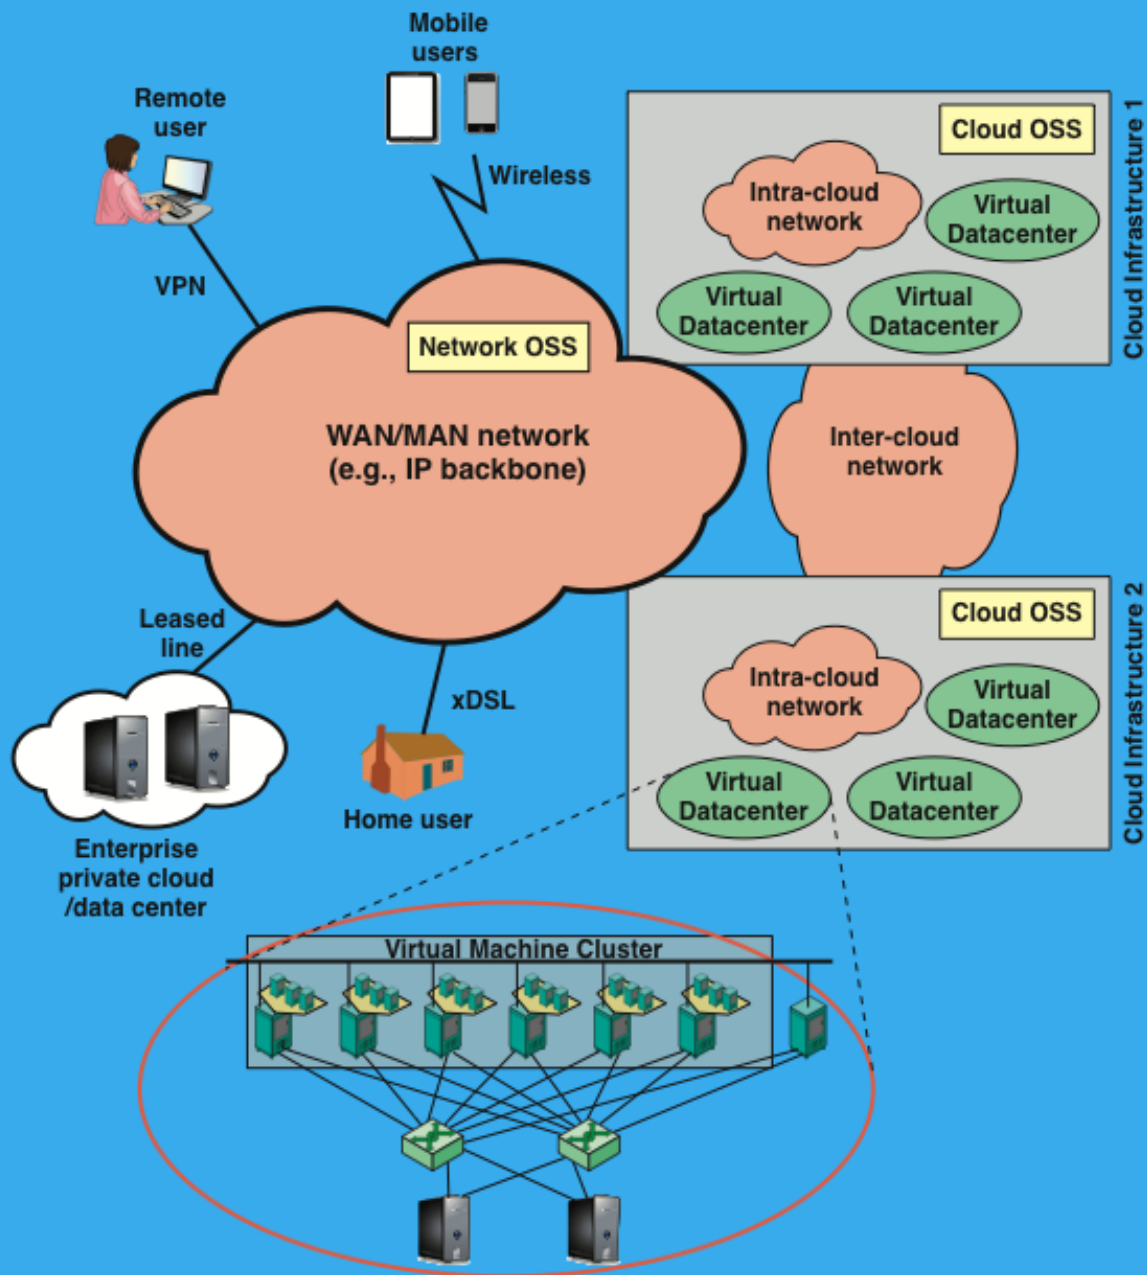 Mobile
users
Remote
user
Wireless
VPN
Cloud OSS
Intra-cloud
network
Virtual
Datacenter
Virtual
Datacenter
Virtual
Datacenter
Cloud Infrastructure 1
Network OSS
WAN/MAN network
(e.g., IP backbone)
Inter-cloud
network
Leased
line
xDSL
Home user
Enterprise
private cloud
/data center
Cloud OSS
Intra-cloud
network
Virtual
Datacenter
Virtual
Datacenter
Virtual
Datacenter
Cloud Infrastructure 2
Virtual Machine Cluster